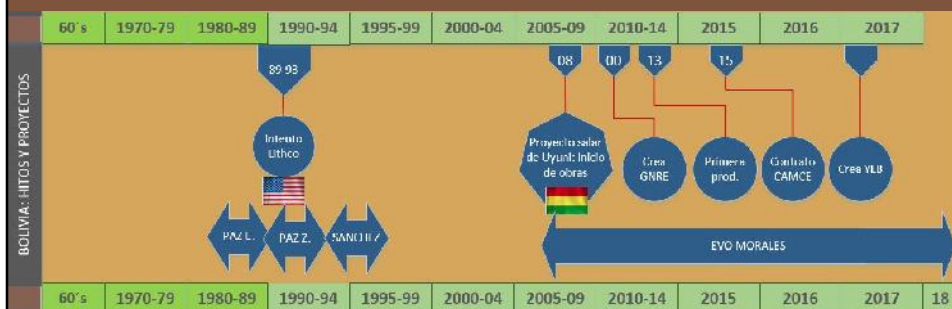 60´s 1970-79 1980-89 1990-94 1995-99 2000-04 2005-09 2010-14 2015 2016 2017
BOLIVIA: HITOS Y PROYECTOS
89-93 08 00 13 15
Intento
Lithco
Proyecto salar
de Uyuni: Inicio
de obras
Crea
GNRE
Primera
prod.
Contrato
CAMCE
Crea YLB
PAZ E. PAZ Z. SANCHEZ
EVO MORALES
60´s 1970-79 1980-89 1990-94 1995-99 2000-04 2005-09 2010-14 2015 2016 2017 18